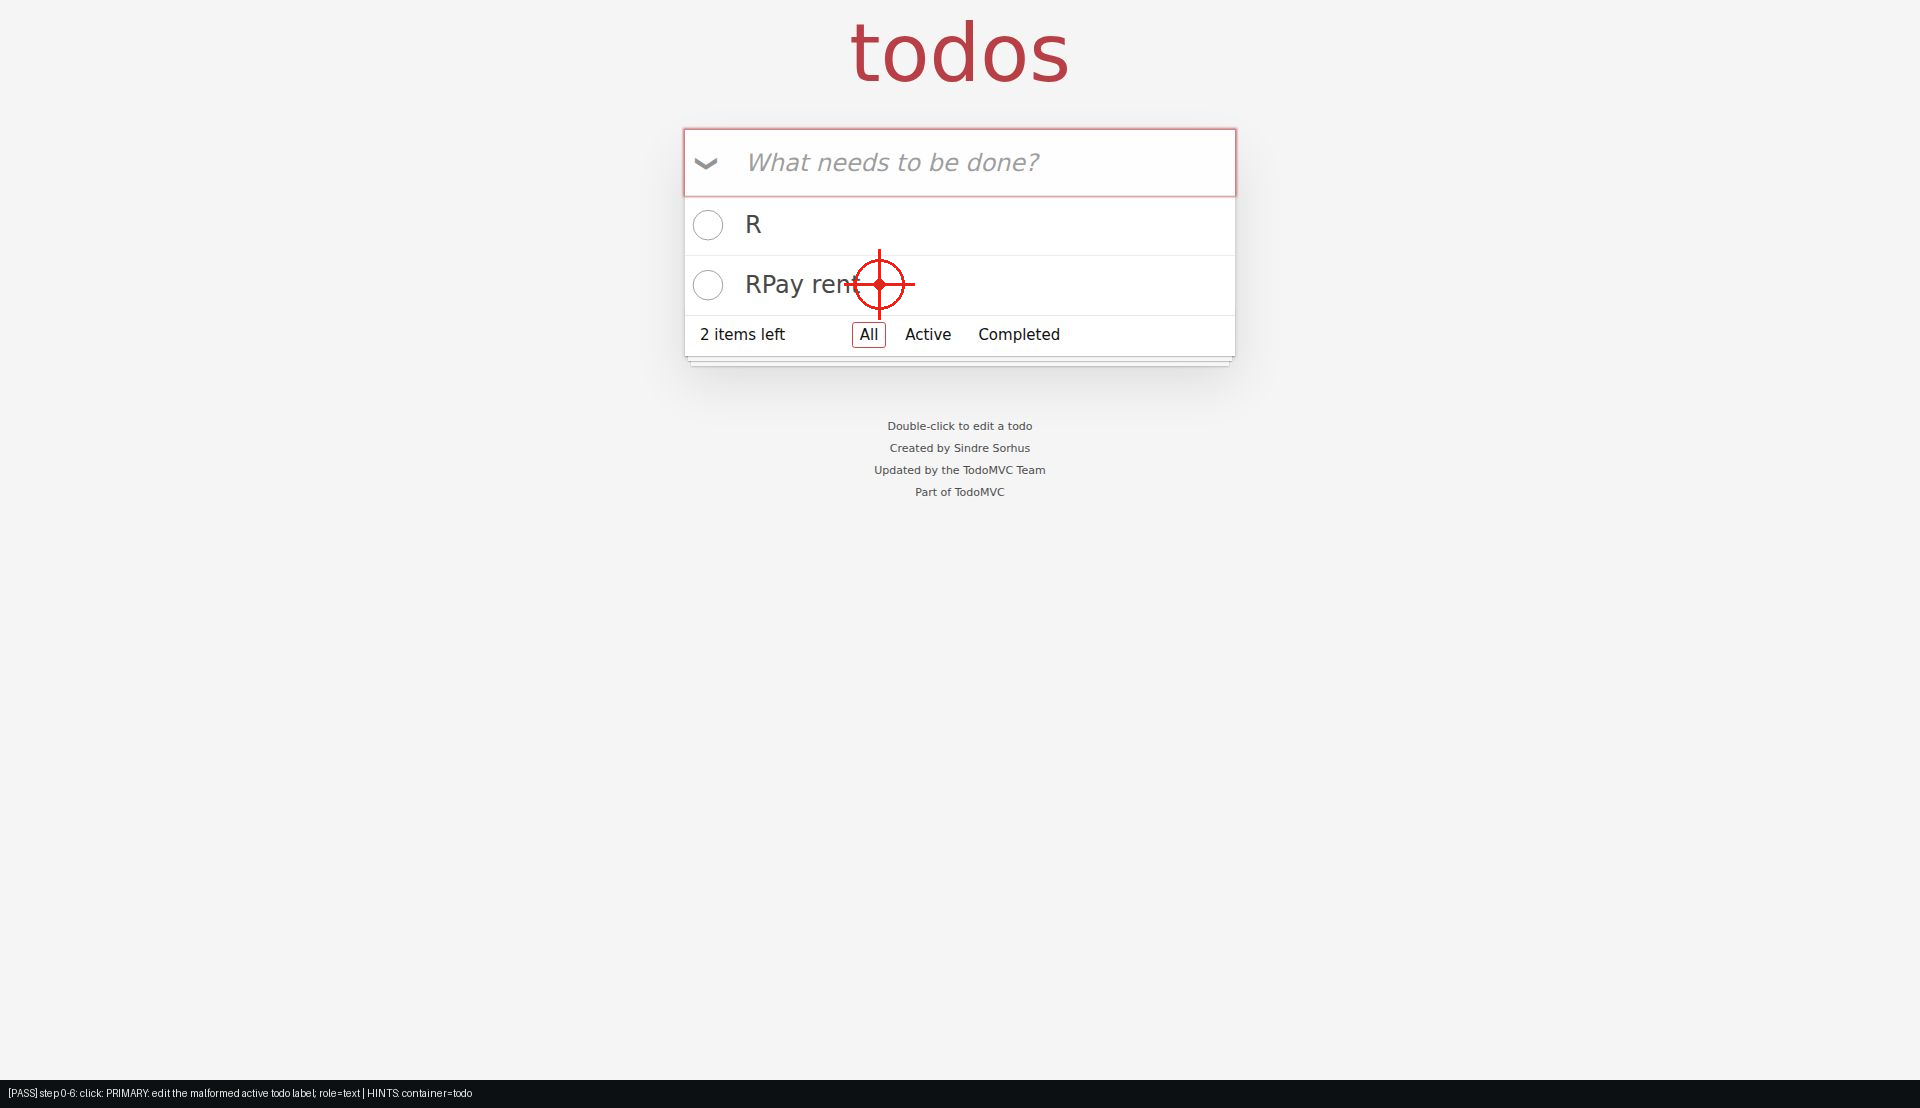 todos
What needs to be done?
R
RPay rent
2 items left All Active Completed
Double-click to edit a todo
Created by Sindre Sorhus
Updated by the TodoMVC Team
Part of TodoMVC
[PASS] step 0-6: click: PRIMARY: edit the malformed active todo label; role=text | HINTS: container=todo